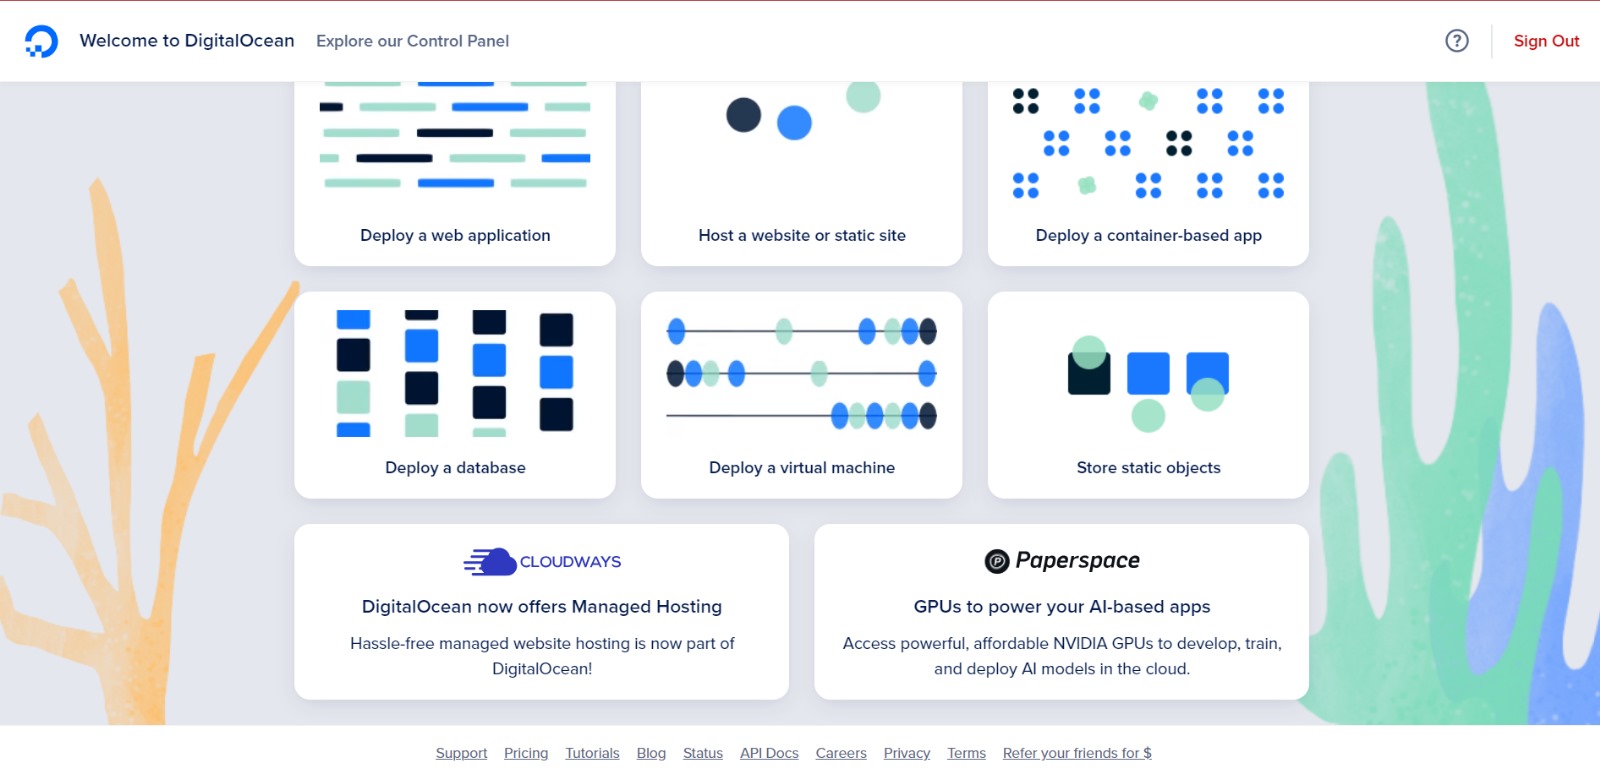 Welcome to DigitalOcean
Explore our Control Panel
?
Sign Out
Deploy a web application
Host a website or static site
Deploy a container-based app
Deploy a database
Deploy a virtual machine
Store static objects
CLOUDWAYS
DigitalOcean now offers Managed Hosting
Hassle-free managed website hosting is now part of
DigitalOcean!
P Paperspace
GPUs to power your AI-based apps
Access powerful, affordable NVIDIA GPUs to develop, train,
and deploy AI models in the cloud.
Support Pricing Tutorials Blog Status API Docs Careers Privacy Terms Refer your friends for $